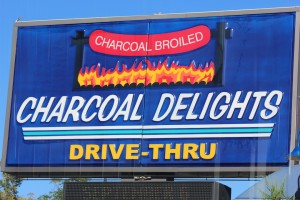 CHARCOAL BROILED
CHARCOAL DELIGHTS
DRIVE-THRU